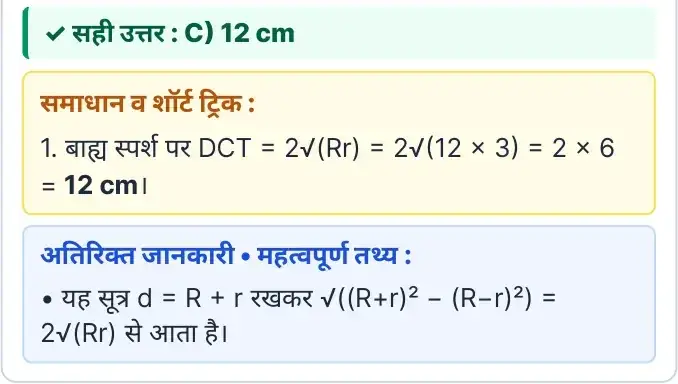 ✓ सही उत्तर : C) 12 cm
समाधान व शॉर्ट ट्रिक :
1. बाह्य स्पर्श पर DCT = 2√(Rr) = 2√(12 × 3) = 2 × 6
= 12 cm।
अतिरिक्त जानकारी • महत्वपूर्ण तथ्य :
• यह सूत्र d = R + r रखकर √((R+r)² − (R−r)²) =
2√(Rr) से आता है।